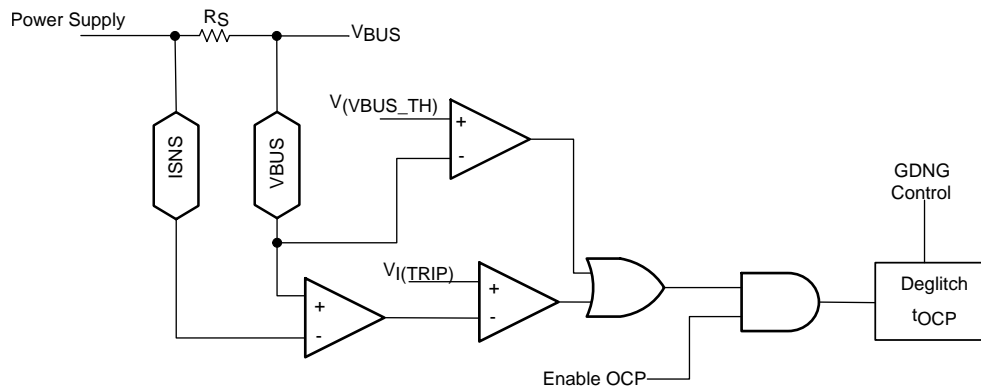 Power Supply
RS
VBUS
V(VBUS_TH)
+
-
ISNS
VBUS
GDNG
Control
VI(TRIP)
+
-
+
-
Deglitch
tOCP
Enable OCP